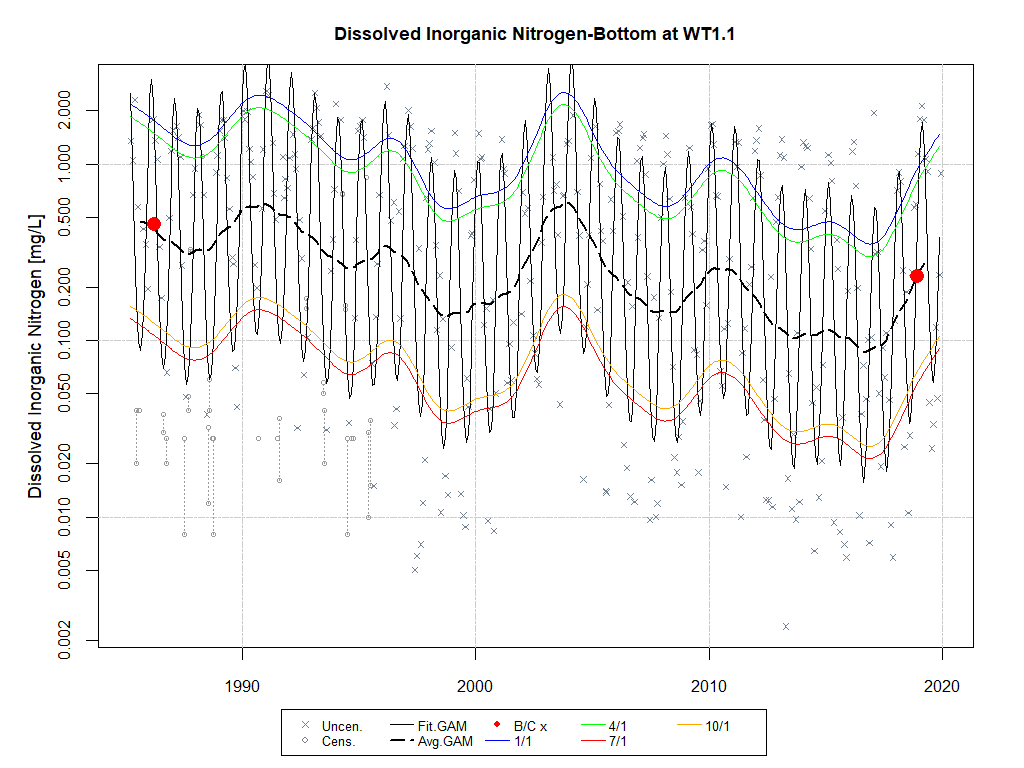 Dissolved Inorganic Nitrogen-Bottom at WT1.1
Dissolved Inorganic Nitrogen [mg/L]
2.000
1.000
0.500
0.200
0.100
0.050
0.020
0.010
0.005
0.002
1990 2000 2010 2020
Uncen. Fit.GAM B/C x 4/1 10/1
Cens. Avg.GAM 1/1 7/1